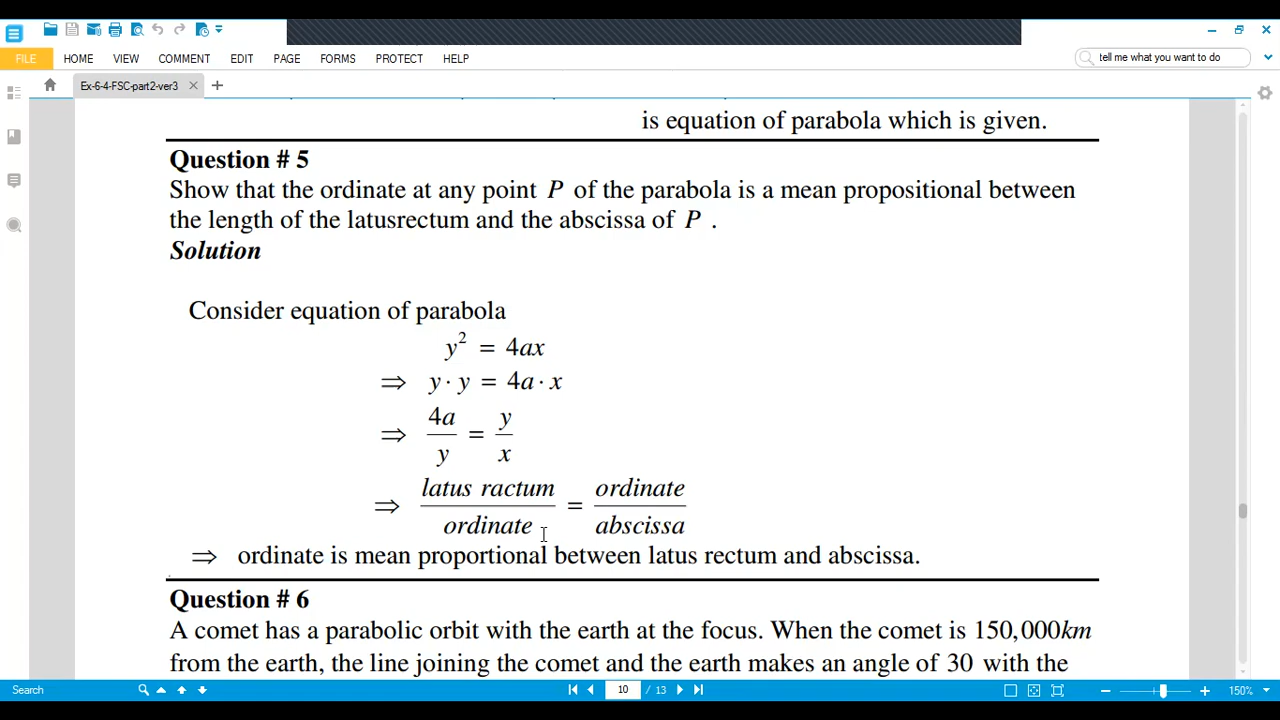 FILE HOME VIEW COMMENT EDIT PAGE FORMS PROTECT HELP tell me what you want to do
Ex-6-4-FSC-part2-ver3
is equation of parabola which is given.
Question # 5
Show that the ordinate at any point P of the parabola is a mean propositional between
the length of the latusrectum and the abscissa of P .
Solution
Consider equation of parabola
y² = 4ax
⇒ y · y = 4a · x
⇒ 4a/y = y/x
⇒ latus ractum/ordinate = ordinate/abscissa
⇒ ordinate is mean proportional between latus rectum and abscissa.
Question # 6
A comet has a parabolic orbit with the earth at the focus. When the comet is 150,000km
from the earth, the line joining the comet and the earth makes an angle of 30 with the
Search 10 / 13 150%